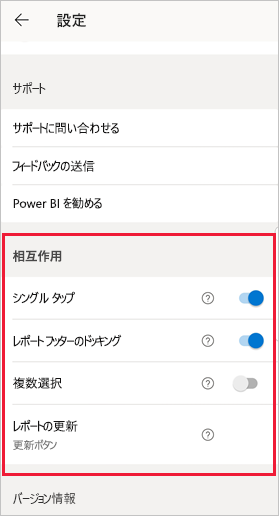 ← 設定
サポート
サポートに問い合わせる
フィードバックの送信
Power BI を勧める
相互作用
シングル タップ
レポート フッターのドッキング
複数選択
レポートの更新
更新ボタン
バージョン情報